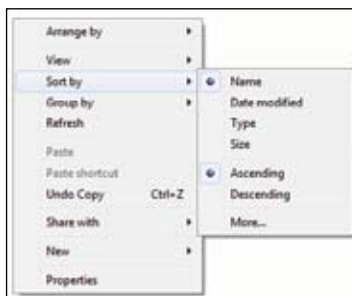 Arrange by
View
Sort by
Group by
Refresh
Paste
Paste shortcut
Undo Copy Ctrl+Z
Share with
New
Properties
Name
Date modified
Type
Size
Ascending
Descending
More...